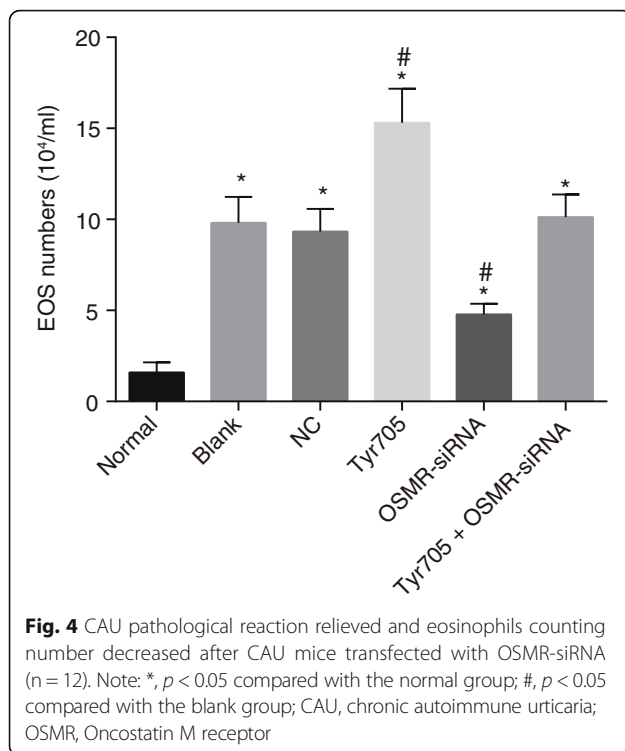 20
15
10
5
0
EOS numbers (10⁴/ml)
*
*
#
*
#
*
*
Normal
Blank
NC
Tyr705
OSMR-siRNA
Tyr705 + OSMR-siRNA
Fig. 4 CAU pathological reaction relieved and eosinophils counting
number decreased after CAU mice transfected with OSMR-siRNA
(n = 12). Note: *, p < 0.05 compared with the normal group; #, p < 0.05
compared with the blank group; CAU, chronic autoimmune urticaria;
OSMR, Oncostatin M receptor